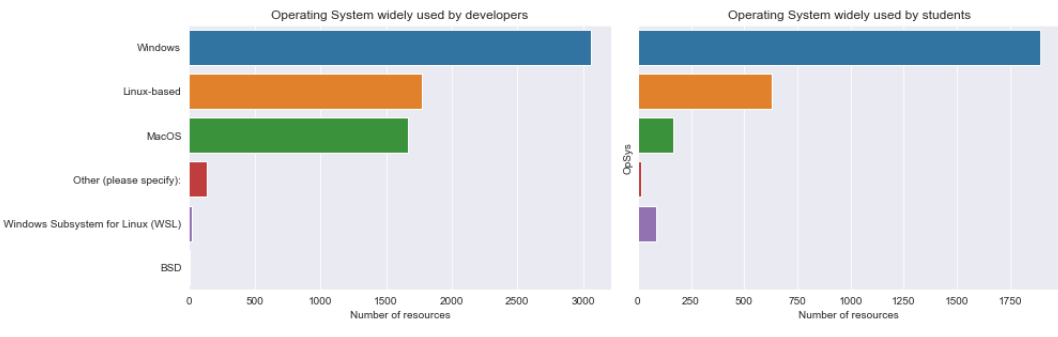 Operating System widely used by developers
Operating System widely used by students
Windows
Linux-based
MacOS
Other (please specify):
Windows Subsystem for Linux (WSL)
BSD
OpSys
0 500 1000 1500 2000 2500 3000
0 250 500 750 1000 1250 1500 1750
Number of resources
Number of resources